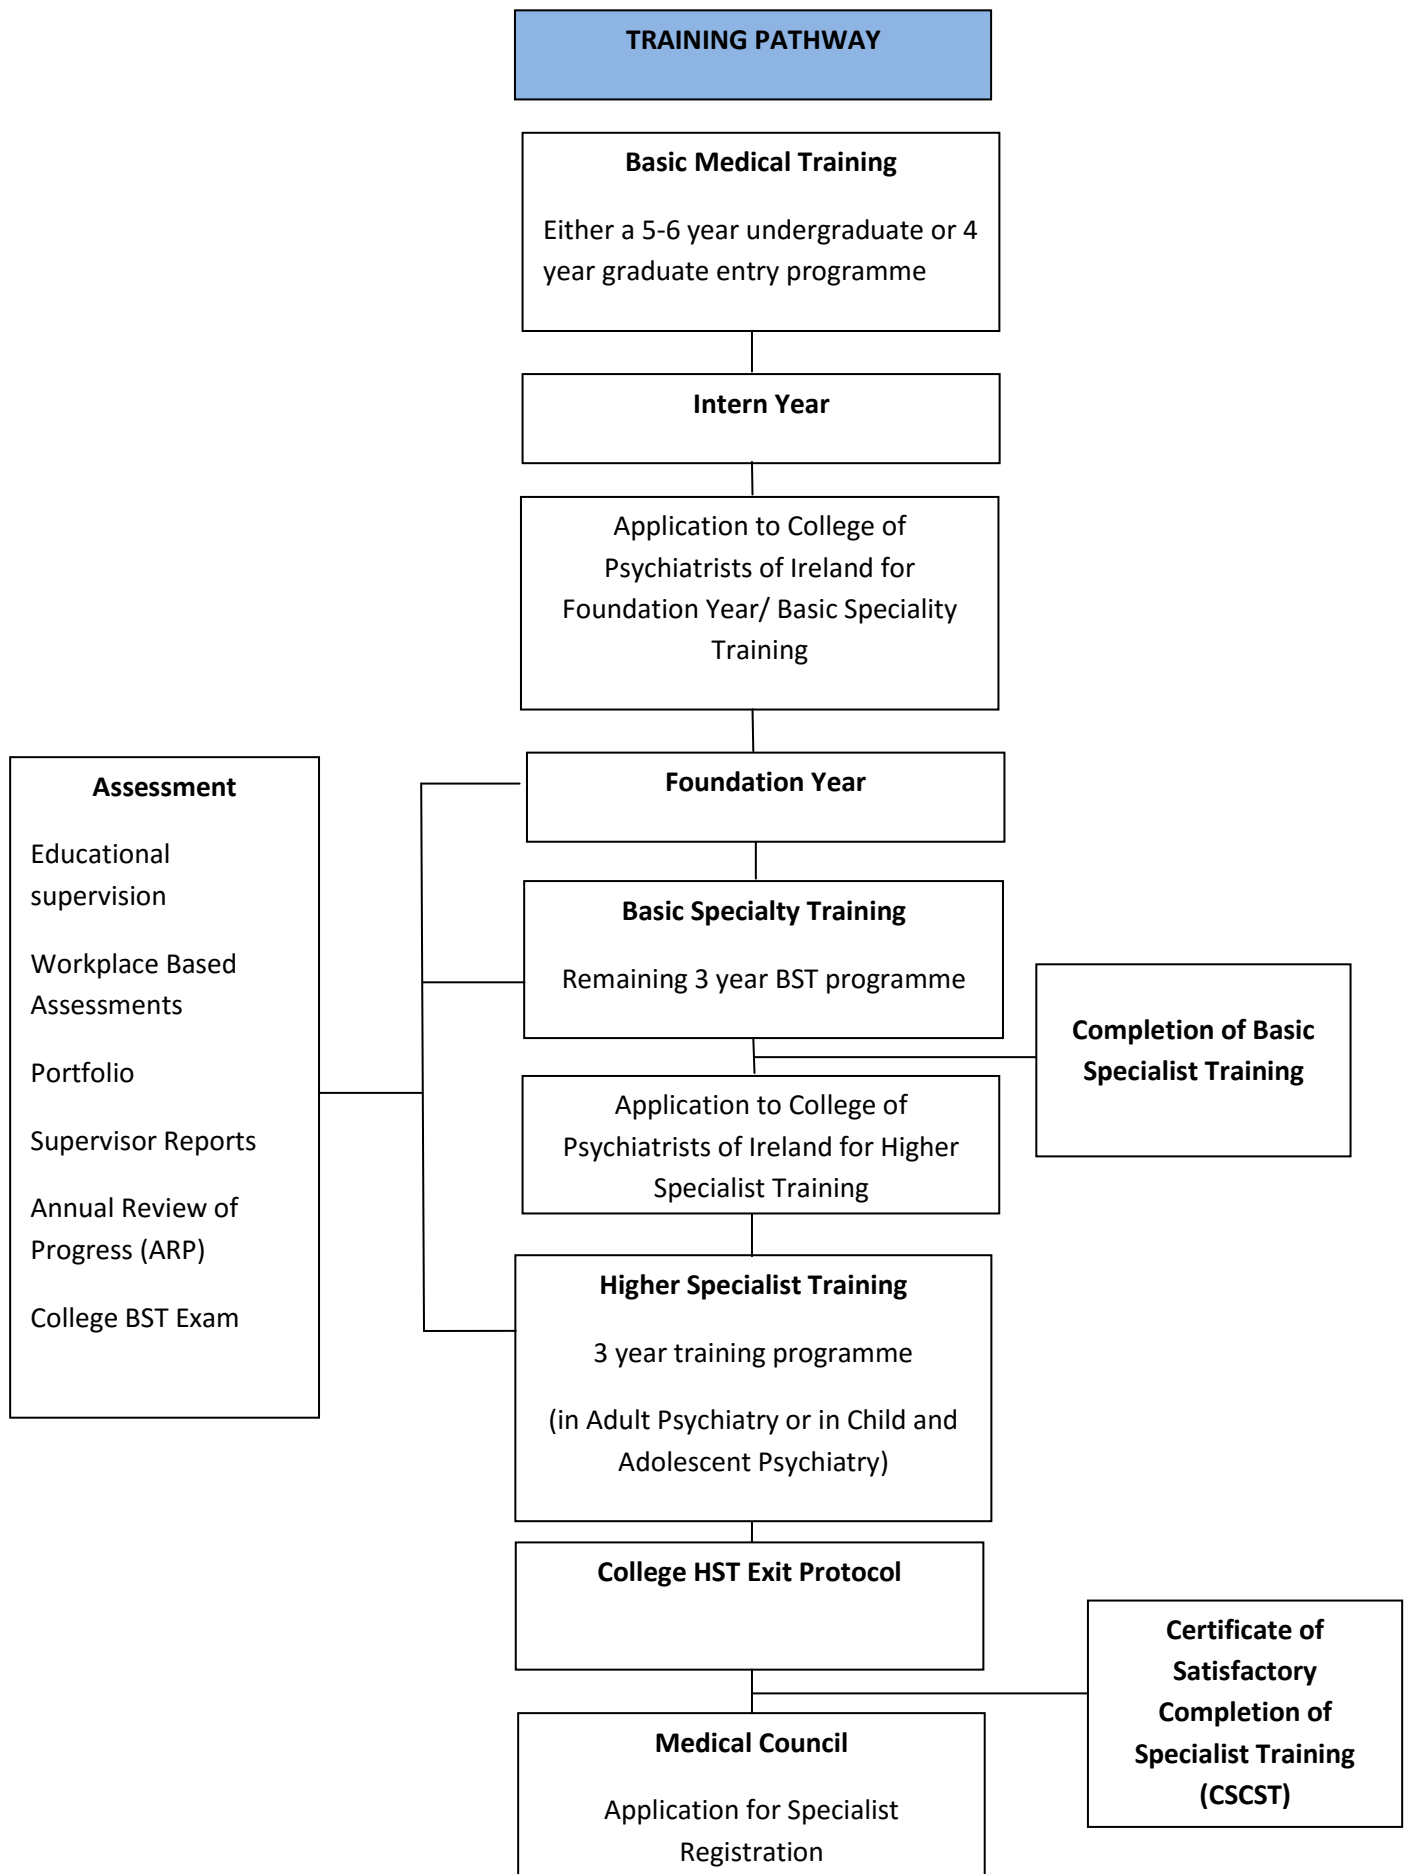 TRAINING PATHWAY
Basic Medical Training
Either a 5-6 year undergraduate or 4
year graduate entry programme
Intern Year
Application to College of
Psychiatrists of Ireland for
Foundation Year/ Basic Speciality
Training
Assessment
Educational
supervision
Workplace Based
Assessments
Portfolio
Supervisor Reports
Annual Review of
Progress (ARP)
College BST Exam
Foundation Year
Basic Specialty Training
Remaining 3 year BST programme
Completion of Basic
Specialist Training
Application to College of
Psychiatrists of Ireland for Higher
Specialist Training
Higher Specialist Training
3 year training programme
(in Adult Psychiatry or in Child and
Adolescent Psychiatry)
College HST Exit Protocol
Certificate of
Satisfactory
Completion of
Specialist Training
(CSCST)
Medical Council
Application for Specialist
Registration